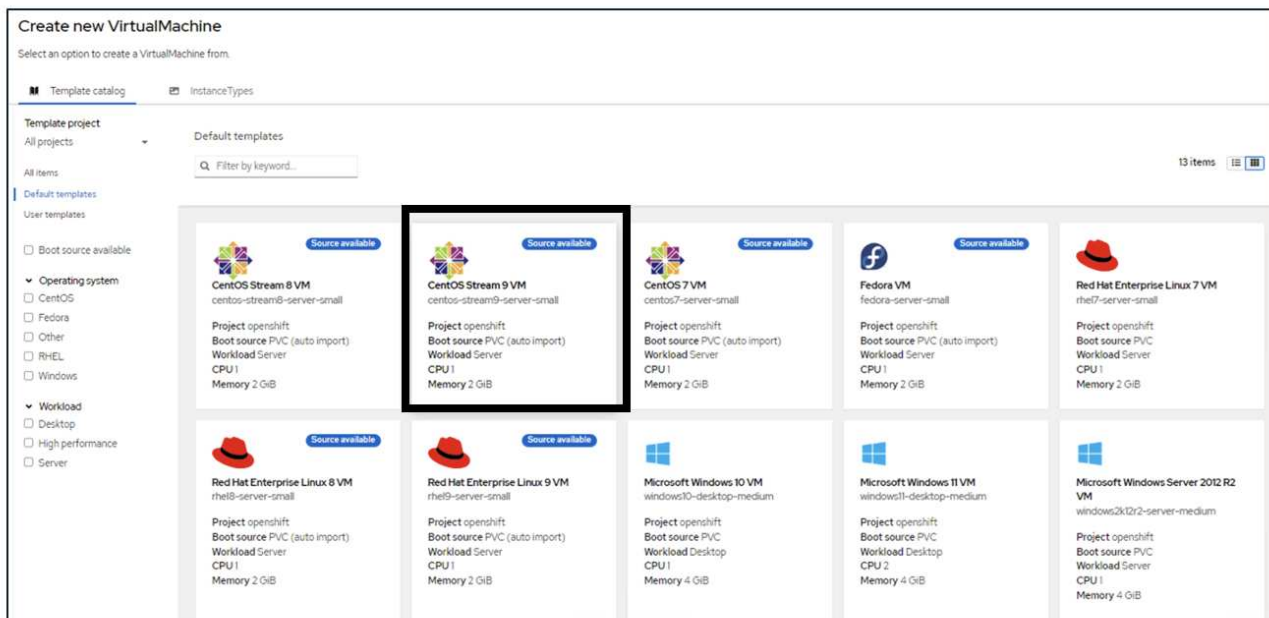 Create new VirtualMachine
Select an option to create a VirtualMachine from.
Template catalog
InstanceTypes
Template project
All projects
All items
Default templates
User templates
Boot source available
Operating system
CentOS
Fedora
Other
RHEL
Windows
Workload
Desktop
High performance
Server
Default templates
Filter by keyword...
13 items
Source available
CentOS Stream 8 VM
centos-stream8-server-small
Project openshift
Boot source PVC (auto import)
Workload Server
CPU 1
Memory 2 GiB
Source available
CentOS Stream 9 VM
centos-stream9-server-small
Project openshift
Boot source PVC (auto import)
Workload Server
CPU 1
Memory 2 GiB
Source available
CentOS 7 VM
centos7-server-small
Project openshift
Boot source PVC (auto import)
Workload Server
CPU 1
Memory 2 GiB
Source available
Fedora VM
fedora-server-small
Project openshift
Boot source PVC (auto import)
Workload Server
CPU 1
Memory 2 GiB
Red Hat Enterprise Linux 7 VM
rhel7-server-small
Project openshift
Boot source PVC
Workload Server
CPU 1
Memory 2 GiB
Source available
Red Hat Enterprise Linux 8 VM
rhel8-server-small
Project openshift
Boot source PVC (auto import)
Workload Server
CPU 1
Memory 2 GiB
Source available
Red Hat Enterprise Linux 9 VM
rhel9-server-small
Project openshift
Boot source PVC (auto import)
Workload Server
CPU 1
Memory 2 GiB
Microsoft Windows 10 VM
windows10-desktop-medium
Project openshift
Boot source PVC
Workload Desktop
CPU 1
Memory 4 GiB
Microsoft Windows 11 VM
windows11-desktop-medium
Project openshift
Boot source PVC
Workload Desktop
CPU 2
Memory 4 GiB
Microsoft Windows Server 2012 R2
VM
windows2k12r2-server-medium
Project openshift
Boot source PVC
Workload Server
CPU 1
Memory 4 GiB